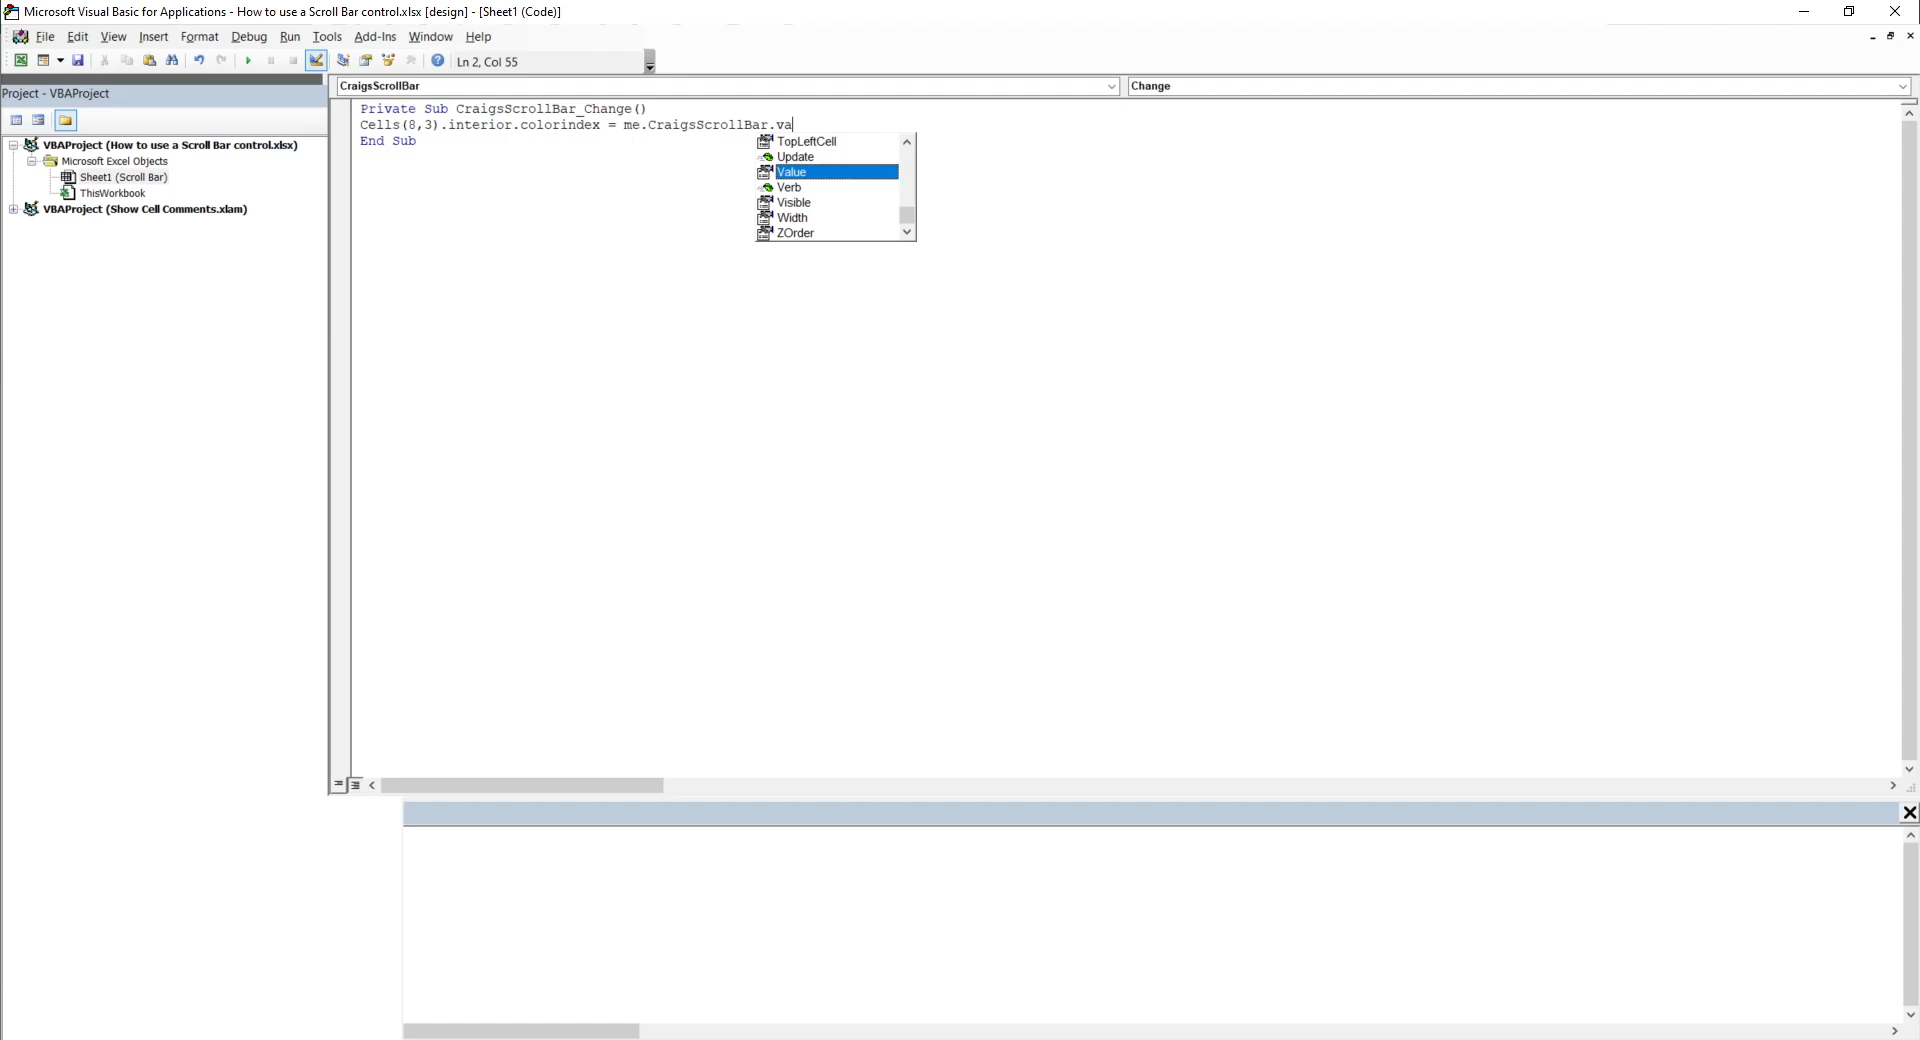 Microsoft Visual Basic for Applications - How to use a Scroll Bar control.xlsx [design] - [Sheet1 (Code)]
File Edit View Insert Format Debug Run Tools Add-Ins Window Help
Ln 2, Col 55
Project - VBAProject
VBAProject (How to use a Scroll Bar control.xlsx)
Microsoft Excel Objects
Sheet1 (Scroll Bar)
ThisWorkbook
VBAProject (Show Cell Comments.xlam)
CraigsScrollBar
Change
Private Sub CraigsScrollBar_Change()
Cells(8,3).interior.colorindex = me.CraigsScrollBar.va
End Sub
TopLeftCell
Update
Value
Verb
Visible
Width
ZOrder